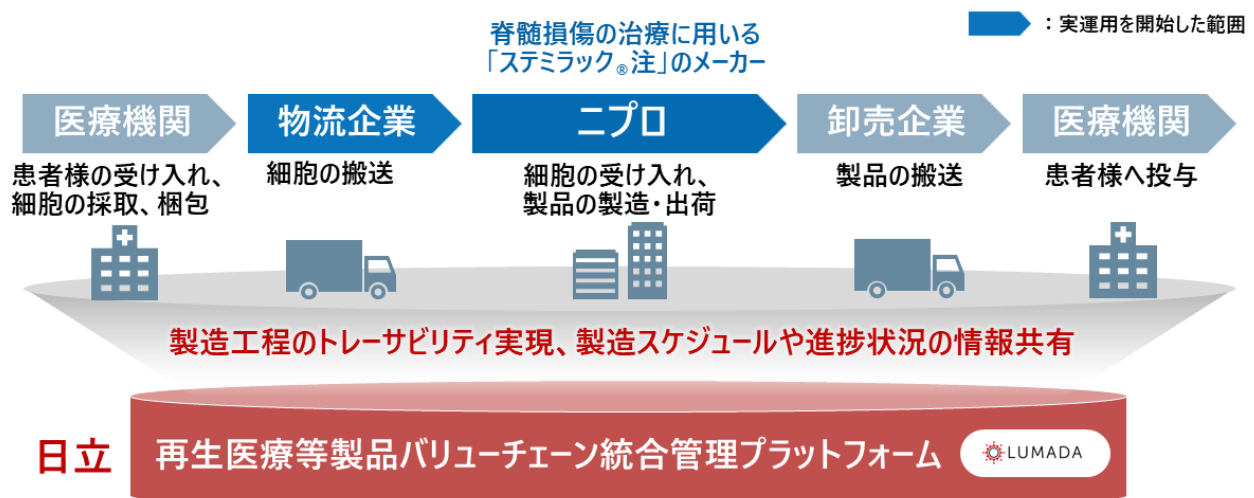 脊髄損傷の治療に用いる
「ステミラック®注」のメーカー
：実運用を開始した範囲
医療機関
物流企業
ニプロ
卸売企業
医療機関
患者様の受け入れ、
細胞の採取、梱包
細胞の搬送
細胞の受け入れ、
製品の製造・出荷
製品の搬送
患者様へ投与
製造工程のトレーサビリティ実現、製造スケジュールや進捗状況の情報共有
日立
再生医療等製品バリューチェーン統合管理プラットフォーム
LUMADA